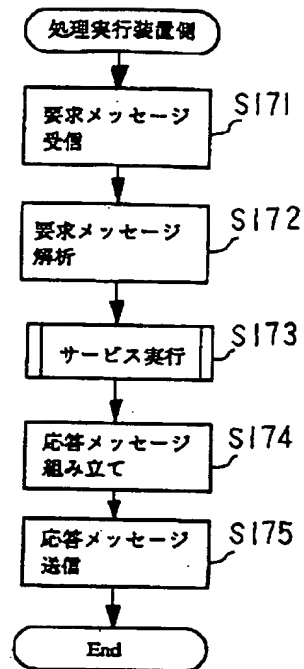 処理実行装置側
要求メッセージ
受信
S171
要求メッセージ
解析
S172
サービス実行
S173
応答メッセージ
組み立て
S174
応答メッセージ
送信
S175
End